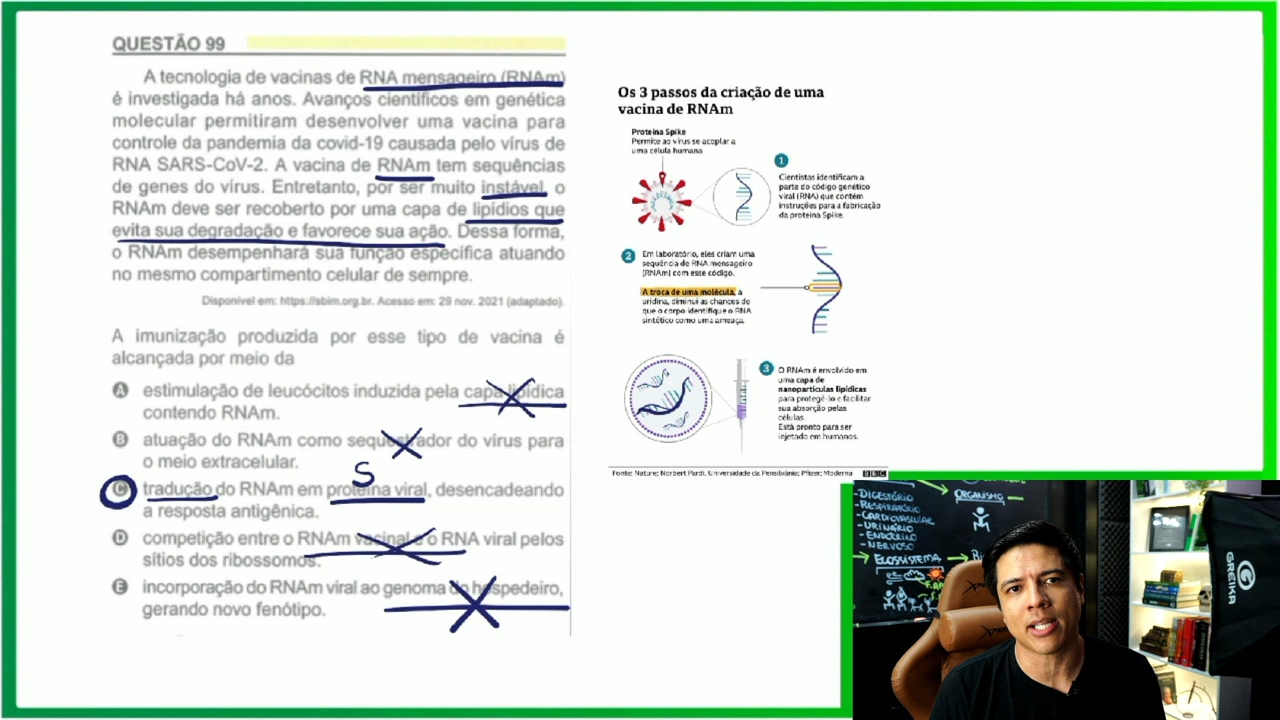 QUESTÃO 99
A tecnologia de vacinas de RNA mensageiro (RNAm)
é investigada há anos. Avanços científicos em genética
molecular permitiram desenvolver uma vacina para
controle da pandemia da covid-19 causada pelo vírus de
RNA SARS-CoV-2. A vacina de RNAm tem sequências
de genes do vírus. Entretanto, por ser muito instável, o
RNAm deve ser recoberto por uma capa de lipídios que
evita sua degradação e favorece sua ação. Dessa forma,
o RNAm desempenhará sua função específica atuando
no mesmo compartimento celular de sempre.
Disponível em: https://sbim.org.br. Acesso em: 29 nov. 2021 (adaptado).
A imunização produzida por esse tipo de vacina é
alcançada por meio da
A estimulação de leucócitos induzida pela capa lipídica
contendo RNAm.
B atuação do RNAm como sequestrador do vírus para
o meio extracelular.
S
C tradução do RNAm em proteína viral, desencadeando
a resposta antigênica.
D competição entre o RNAm vacinal e o RNA viral pelos
sítios dos ribossomos.
E incorporação do RNAm viral ao genoma do hospedeiro,
gerando novo fenótipo.
Os 3 passos da criação de uma
vacina de RNAm
Proteína Spike
Permite ao vírus se acoplar a
uma célula humana
1
Cientistas identificam a
parte do código genético
viral (RNA) que contém
instruções para a fabricação
da proteína Spike.
2
Em laboratório, eles criam uma
sequência de RNA mensageiro
(RNAm) com esse código.
A troca de uma molécula, a
uridina, diminui as chances de
que o corpo identifique o RNA
sintético como uma ameaça.
3
O RNAm é envolvido em
uma capa de
nanopartículas lipídicas
para protegê-lo e facilitar
sua absorção pelas
células.
Está pronto para ser
injetado em humanos.
Fonte: Nature; Norbert Pardi, Universidade da Pensilvânia; Pfizer; Moderna BBC
-DIGESTÓRIO
-RESPIRATÓRIO
-CARDIOVASCULAR
-URINÁRIO
-ENDÓCRINO
-NERVOSO
ORGANISMO
ECOSSISTEMA
GREIKA